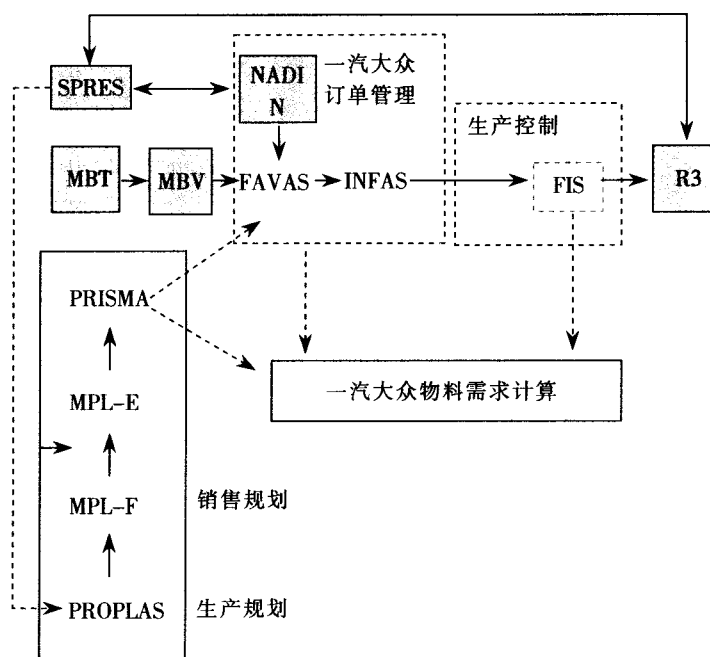 SPRES
NADI
N
一汽大众
订单管理
生产控制
MBT
MBV
FAVAS
INFAS
FIS
R3
PRISMA
MPL-E
一汽大众物料需求计算
MPL-F
销售规划
PROPLAS
生产规划